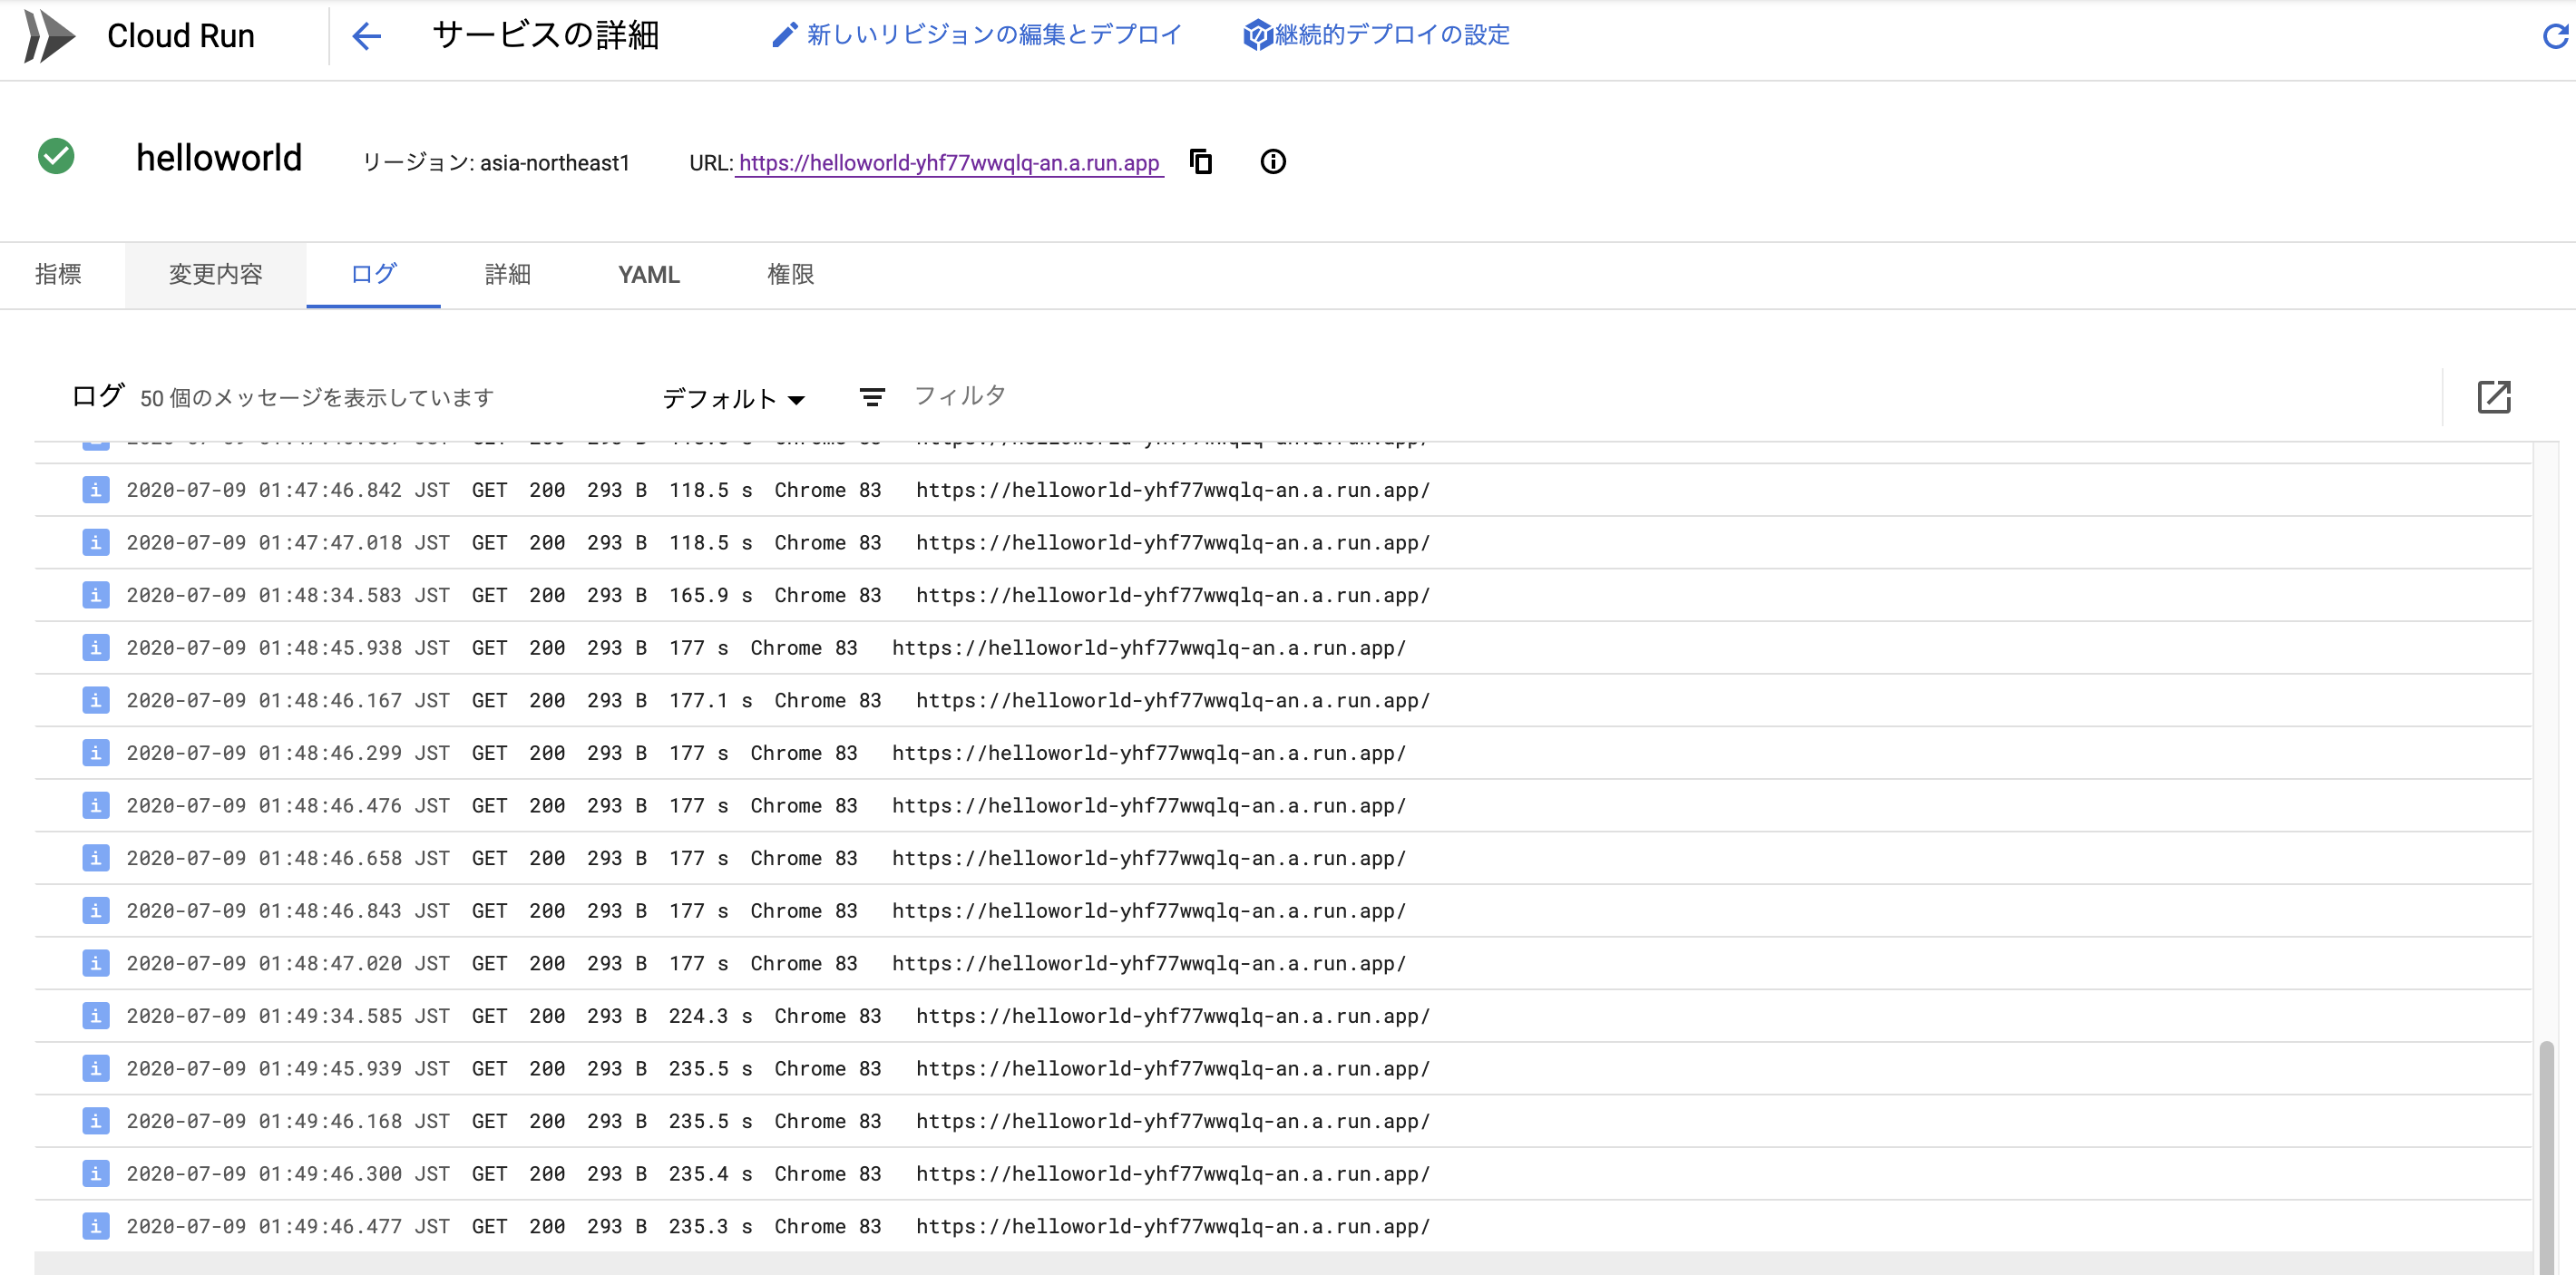 Cloud Run サービスの詳細 新しいリビジョンの編集とデプロイ 継続的デプロイの設定
helloworld リージョン: asia-northeast1 URL: https://helloworld-yhf77wwqlq-an.a.run.app
指標 変更内容 ログ 詳細 YAML 権限
ログ 50 個のメッセージを表示しています デフォルト フィルタ
i 2020-07-09 01:47:46.842 JST GET 200 293 B 118.5 s Chrome 83 https://helloworld-yhf77wwqlq-an.a.run.app/
i 2020-07-09 01:47:47.018 JST GET 200 293 B 118.5 s Chrome 83 https://helloworld-yhf77wwqlq-an.a.run.app/
i 2020-07-09 01:48:34.583 JST GET 200 293 B 165.9 s Chrome 83 https://helloworld-yhf77wwqlq-an.a.run.app/
i 2020-07-09 01:48:45.938 JST GET 200 293 B 177 s Chrome 83 https://helloworld-yhf77wwqlq-an.a.run.app/
i 2020-07-09 01:48:46.167 JST GET 200 293 B 177.1 s Chrome 83 https://helloworld-yhf77wwqlq-an.a.run.app/
i 2020-07-09 01:48:46.299 JST GET 200 293 B 177 s Chrome 83 https://helloworld-yhf77wwqlq-an.a.run.app/
i 2020-07-09 01:48:46.476 JST GET 200 293 B 177 s Chrome 83 https://helloworld-yhf77wwqlq-an.a.run.app/
i 2020-07-09 01:48:46.658 JST GET 200 293 B 177 s Chrome 83 https://helloworld-yhf77wwqlq-an.a.run.app/
i 2020-07-09 01:48:46.843 JST GET 200 293 B 177 s Chrome 83 https://helloworld-yhf77wwqlq-an.a.run.app/
i 2020-07-09 01:48:47.020 JST GET 200 293 B 177 s Chrome 83 https://helloworld-yhf77wwqlq-an.a.run.app/
i 2020-07-09 01:49:34.585 JST GET 200 293 B 224.3 s Chrome 83 https://helloworld-yhf77wwqlq-an.a.run.app/
i 2020-07-09 01:49:45.939 JST GET 200 293 B 235.5 s Chrome 83 https://helloworld-yhf77wwqlq-an.a.run.app/
i 2020-07-09 01:49:46.168 JST GET 200 293 B 235.5 s Chrome 83 https://helloworld-yhf77wwqlq-an.a.run.app/
i 2020-07-09 01:49:46.300 JST GET 200 293 B 235.4 s Chrome 83 https://helloworld-yhf77wwqlq-an.a.run.app/
i 2020-07-09 01:49:46.477 JST GET 200 293 B 235.3 s Chrome 83 https://helloworld-yhf77wwqlq-an.a.run.app/